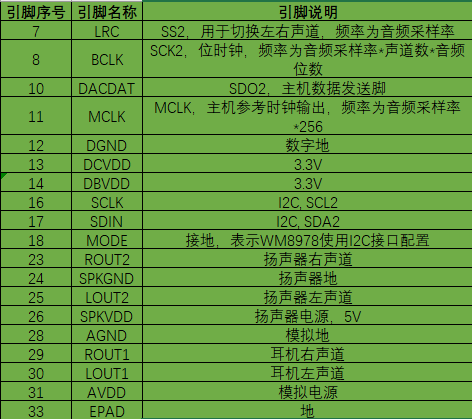 引脚序号 引脚名称 引脚说明
7 LRC SS2，用于切换左右声道，频率为音频采样率
8 BCLK SCK2，位时钟，频率为音频采样率*声道数*音频
位数
10 DACDAT SDO2，主机数据发送脚
11 MCLK MCLK，主机参考时钟输出，频率为音频采样率
*256
12 DGND 数字地
13 DCVDD 3.3V
14 DBVDD 3.3V
16 SCLK I2C, SCL2
17 SDIN I2C, SDA2
18 MODE 接地，表示WM8978使用I2C接口配置
23 ROUT2 扬声器右声道
24 SPKGND 扬声器地
25 LOUT2 扬声器左声道
26 SPKVDD 扬声器电源，5V
28 AGND 模拟地
29 ROUT1 耳机右声道
30 LOUT1 耳机左声道
31 AVDD 模拟电源
33 EPAD 地